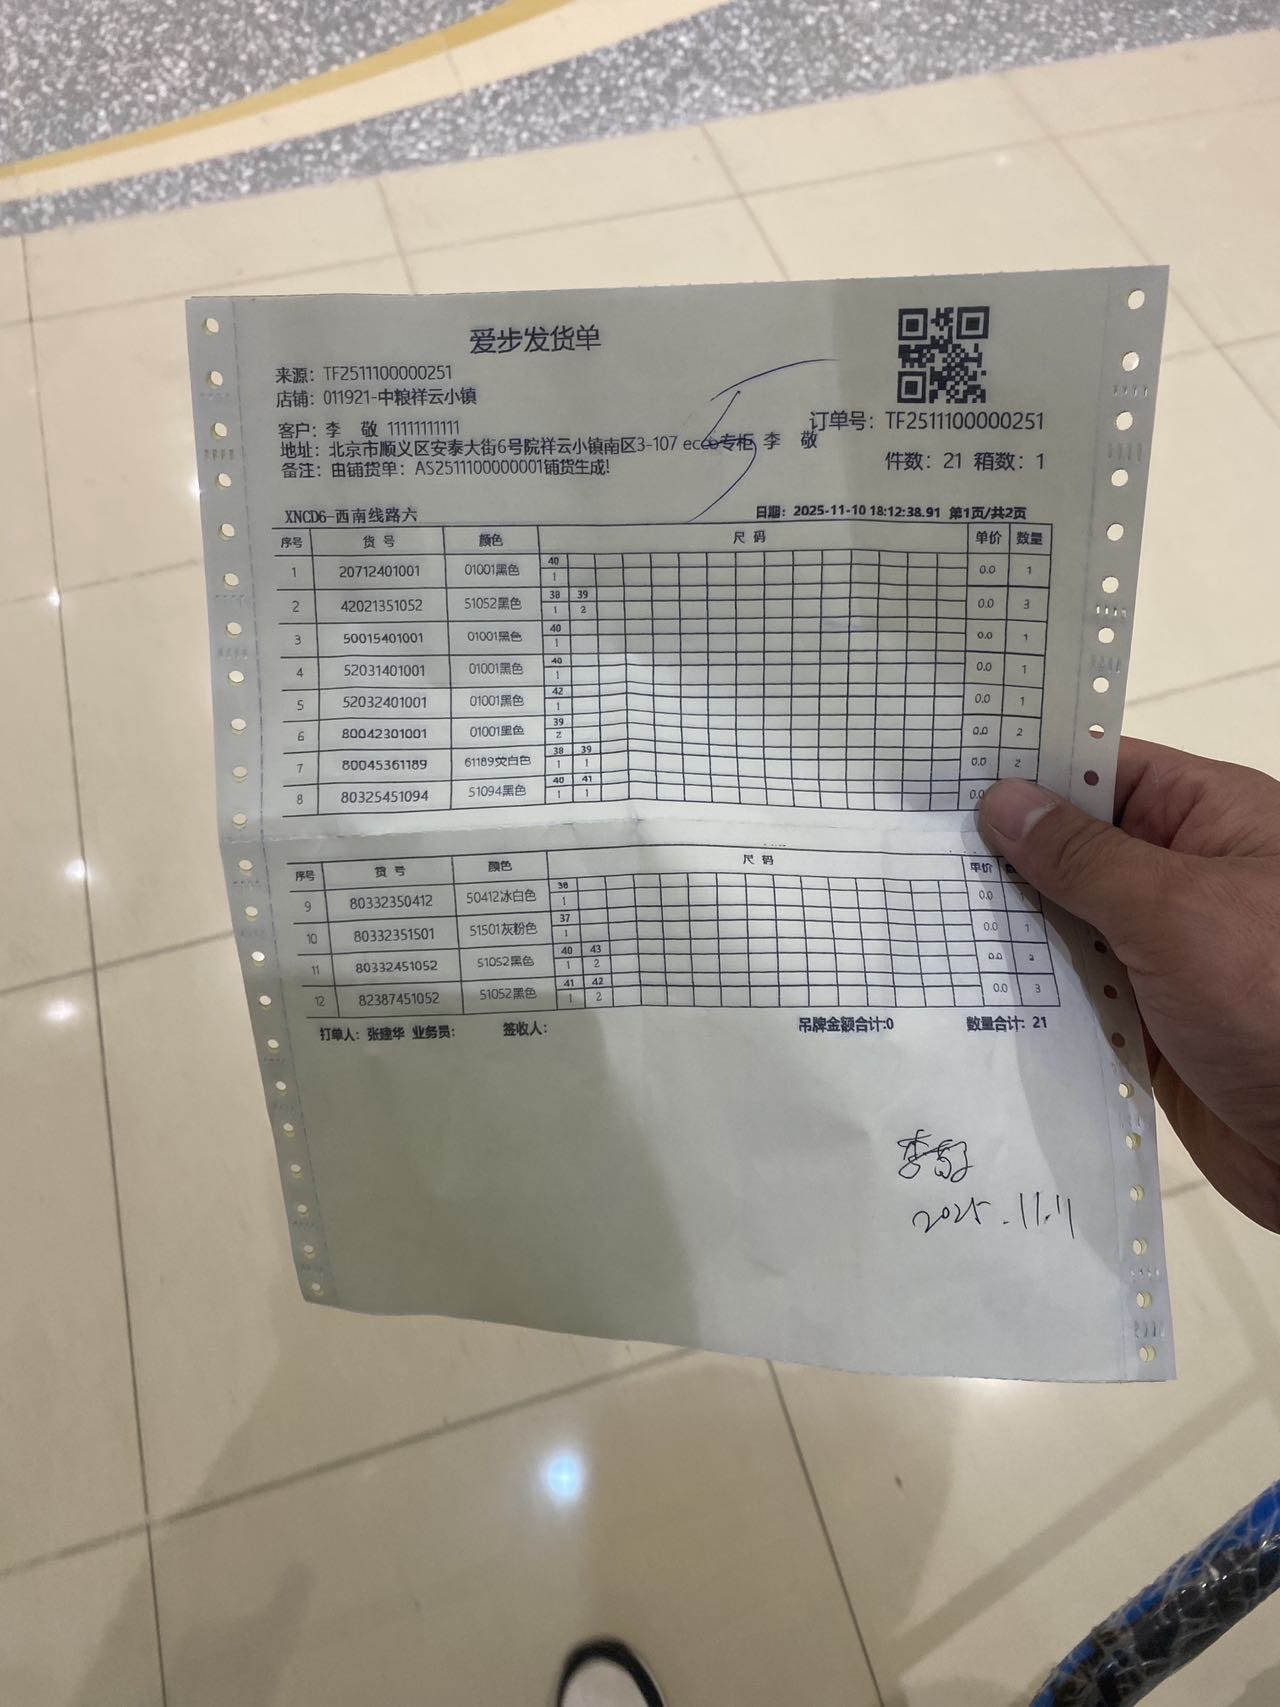 爱步发货单
来源：TF2511100000251
店铺：011921-中粮祥云小镇
订单号：TF2511100000251
客户：李 敬 11111111111
地址：北京市顺义区安泰大街6号院祥云小镇南区3-107 ecco专柜 李 敬
件数：21 箱数：1
备注：由铺货单：AS2511100000001铺货生成!
XNCD6-西南线路六 日期：2025-11-10 18:12:38.91 第1页/共2页
序号 货 号 颜色 尺 码 单价 数量
40
1 20712401001 01001黑色 1 0.0 1
38 39
2 42021351052 51052黑色 1 2 0.0 3
40
3 50015401001 01001黑色 1 0.0 1
40
4 52031401001 01001黑色 1 0.0 1
42
5 52032401001 01001黑色 1 0.0 1
39
6 80042301001 01001黑色 2 0.0 2
38 39
7 80045361189 61189荧白色 1 1 0.0 2
40 41
8 80325451094 51094黑色 1 1 0.0
序号 货 号 颜色 尺 码 单价
36
9 80332350412 50412冰白色 1 0.0
37
10 80332351501 51501灰粉色 1 0.0 1
40 43
11 80332451052 51052黑色 1 2 0.0 3
41 42
12 82387451052 51052黑色 1 2 0.0 3
打单人：张建华 业务员： 签收人： 吊牌金额合计:0 数量合计：21
李敬
2025.11.11